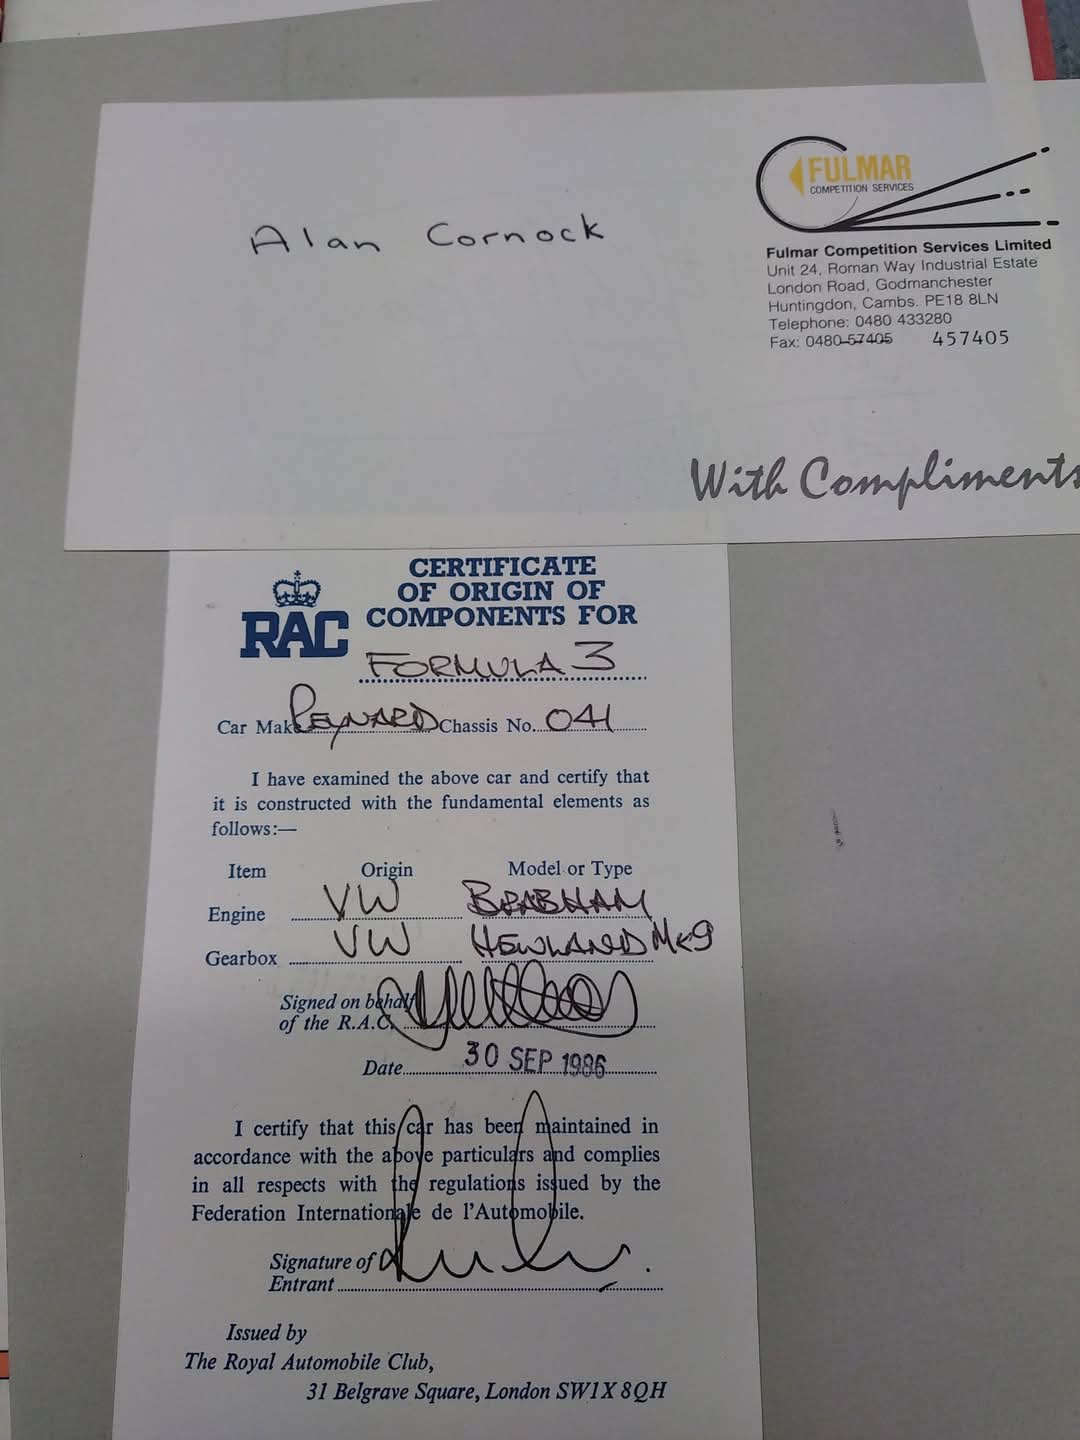 FULMAR
COMPETITION SERVICES
Alan Cornock
Fulmar Competition Services Limited
Unit 24, Roman Way Industrial Estate
London Road, Godmanchester
Huntingdon, Cambs. PE18 8LN
Telephone: 0480 433280
Fax: 0480 57405 457405
With Compliments
RAC
CERTIFICATE
OF ORIGIN OF
COMPONENTS FOR
FORMULA 3
Car Make REYNARD Chassis No. 041
I have examined the above car and certify that
it is constructed with the fundamental elements as
follows:—
Item Origin Model or Type
Engine VW BRABHAM
Gearbox VW HEWLAND MK9
Signed on behalf
of the R.A.C.
Date 30 SEP 1986
I certify that this car has been maintained in
accordance with the above particulars and complies
in all respects with the regulations issued by the
Federation Internationale de l'Automobile.
Signature of
Entrant
Issued by
The Royal Automobile Club,
31 Belgrave Square, London SW1X 8QH